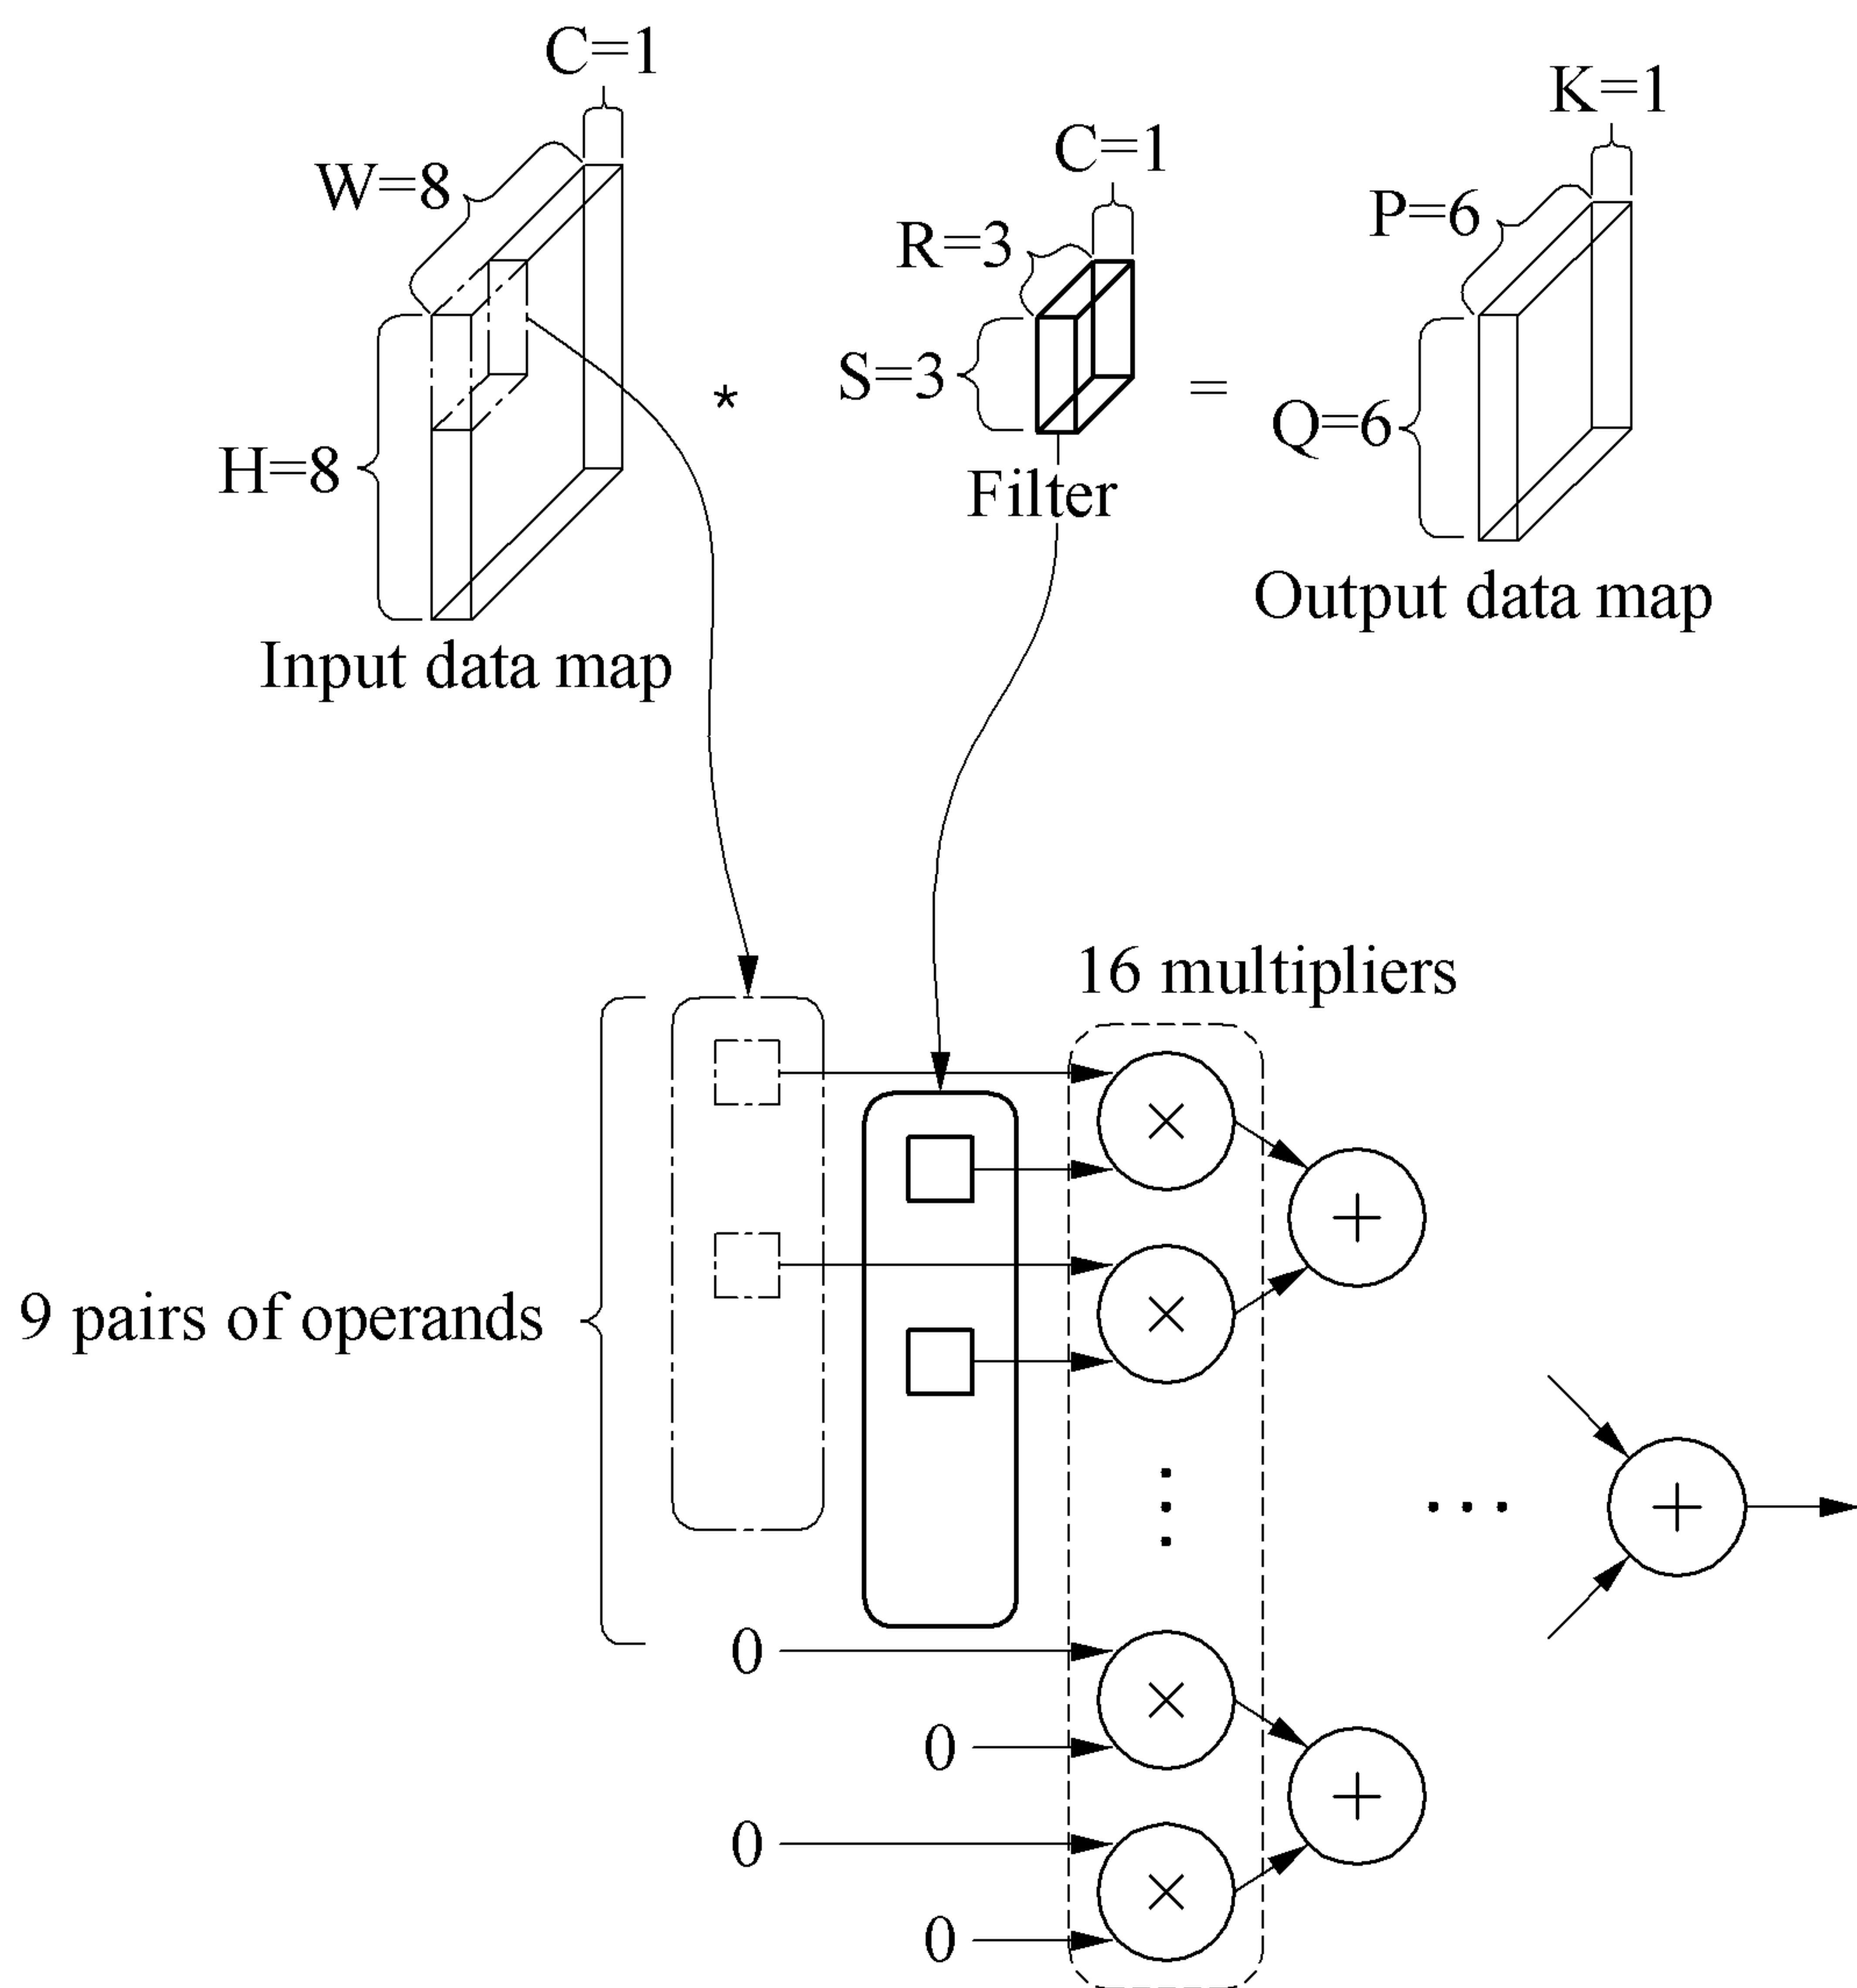 C=1
W=8
H=8
Input data map
*
C=1
R=3
S=3
Filter
=
K=1
P=6
Q=6
Output data map
16 multipliers
×
+
×
9 pairs of operands
...
+
0
×
0
+
0
×
0